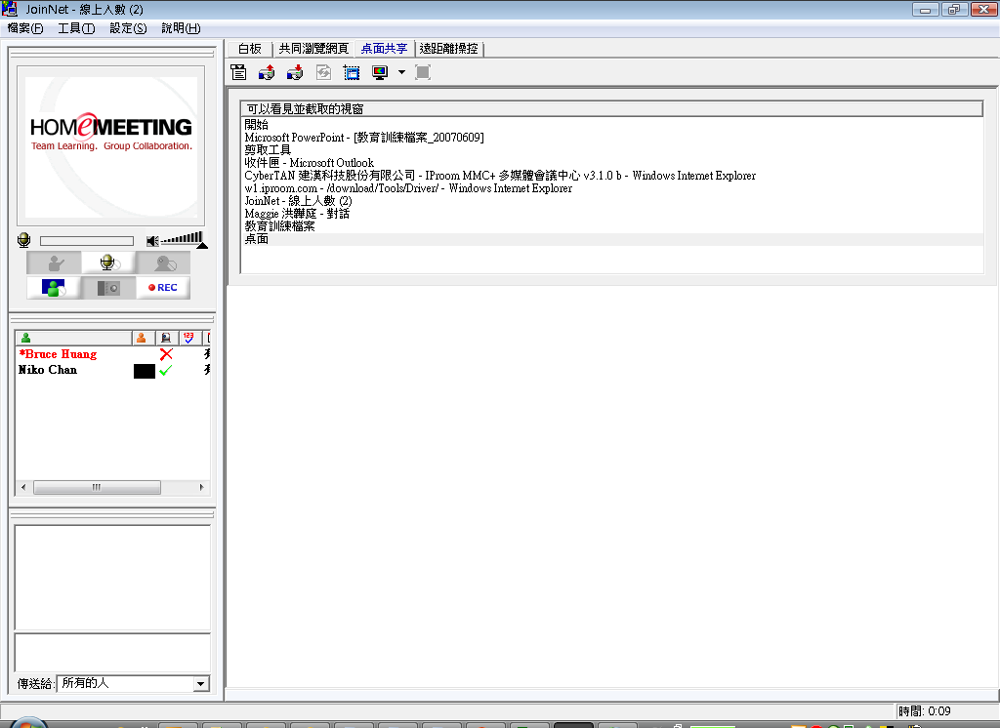 JoinNet - 線上人數 (2)
檔案(F) 工具(T) 設定(S) 說明(H)
白板 共同瀏覽網頁 桌面共享 遠距離操控
HOMeMEETING
Team Learning. Group Collaboration.
REC
可以看見並截取的視窗
開始
Microsoft PowerPoint - [教育訓練檔案_20070609]
剪取工具
收件匣 - Microsoft Outlook
CyberTAN 建漢科技股份有限公司 - IProom MMC+ 多媒體會議中心 v3.1.0 b - Windows Internet Explorer
w1.iproom.com - /download/Tools/Driver/ - Windows Internet Explorer
JoinNet - 線上人數 (2)
Maggie 洪韡庭 - 對話
教育訓練檔案
桌面
123
*Bruce Huang
Niko Chan
傳送給: 所有的人
時間: 0:09